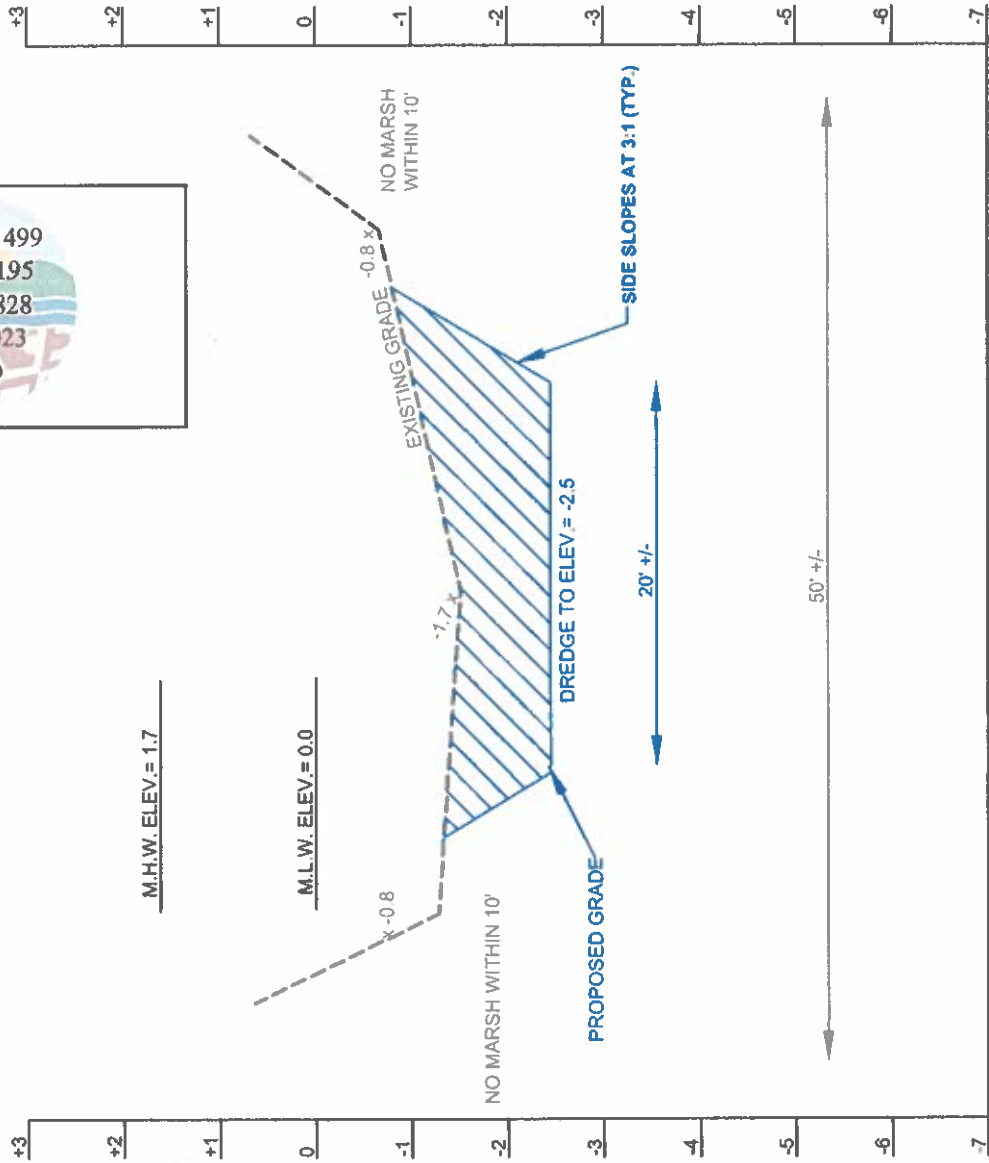 499
195
828
+3
+2
+1
0
-1
-2
-3
-4
-5
-6
-7
M.H.W. ELEV.= 1.7
M.L.W. ELEV.= 0.0
x -0.8
-1.7 x
EXISTING GRADE
-0.8 x
NO MARSH
WITHIN 10'
NO MARSH WITHIN 10'
DREDGE TO ELEV.= -2.5
SIDE SLOPES AT 3:1 (TYP.)
20' +/-
PROPOSED GRADE
50' +/-
+3
+2
+1
0
-1
-2
-3
-4
-5
-6
-7